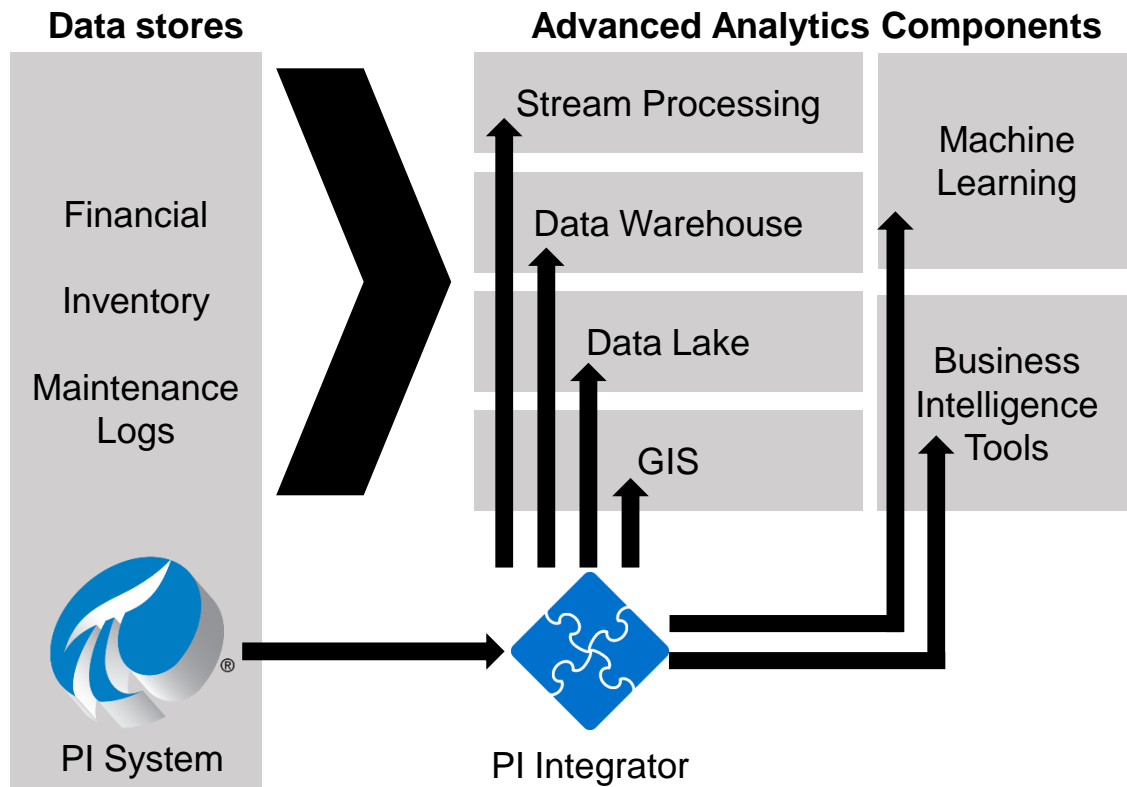 Data stores
Advanced Analytics Components
Financial
Inventory
Maintenance
Logs
®
PI System
Stream Processing
Data Warehouse
Data Lake
GIS
Machine
Learning
Business
Intelligence
Tools
PI Integrator